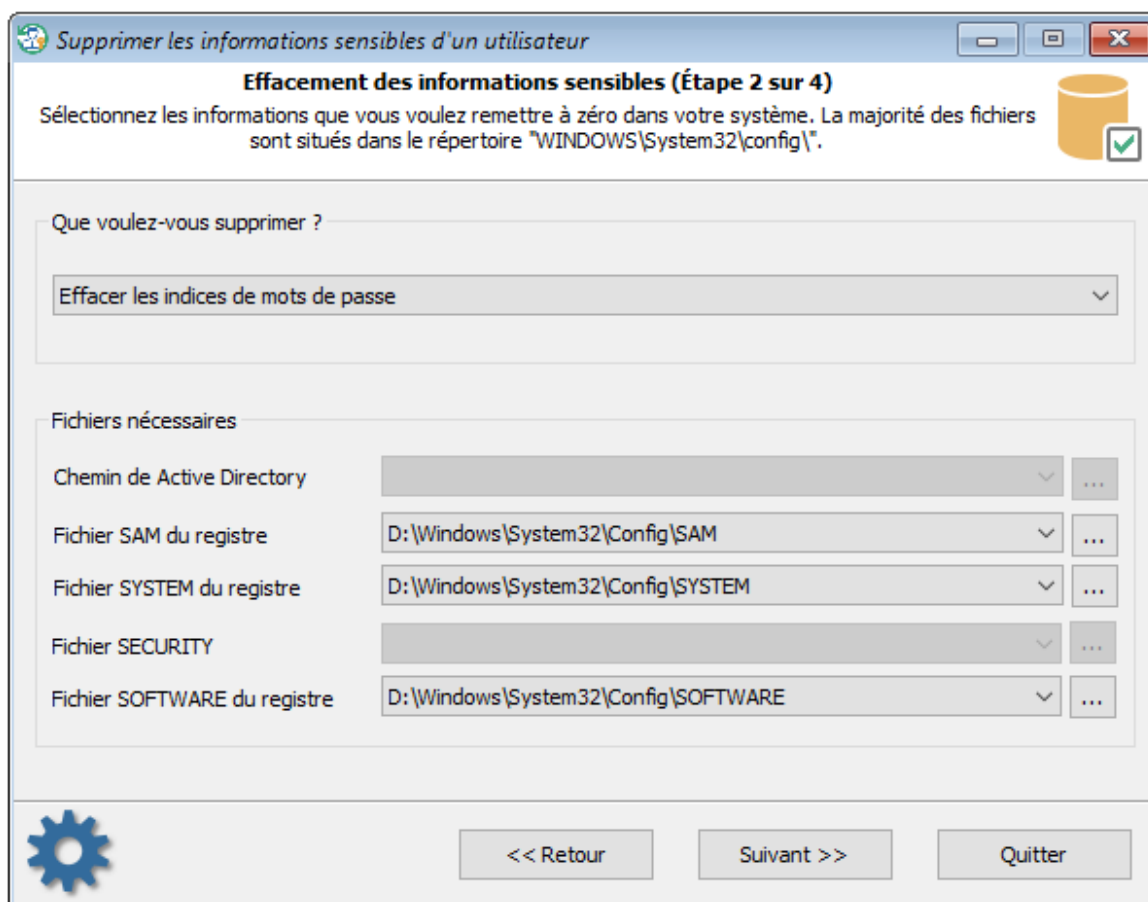 Supprimer les informations sensibles d'un utilisateur
Effacement des informations sensibles (Étape 2 sur 4)
Sélectionnez les informations que vous voulez remettre à zéro dans votre système. La majorité des fichiers
sont situés dans le répertoire "WINDOWS\System32\config\".
Que voulez-vous supprimer ?
Effacer les indices de mots de passe
Fichiers nécessaires
Chemin de Active Directory
...
Fichier SAM du registre
D:\Windows\System32\Config\SAM
...
Fichier SYSTEM du registre
D:\Windows\System32\Config\SYSTEM
...
Fichier SECURITY
...
Fichier SOFTWARE du registre
D:\Windows\System32\Config\SOFTWARE
...
<< Retour
Suivant >>
Quitter